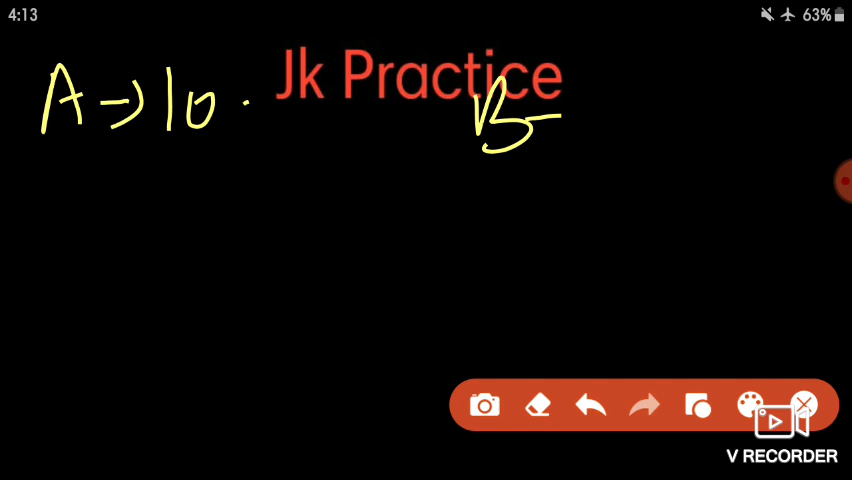 4:13 63%
Jk Practice
A → 10 . B-
V RECORDER